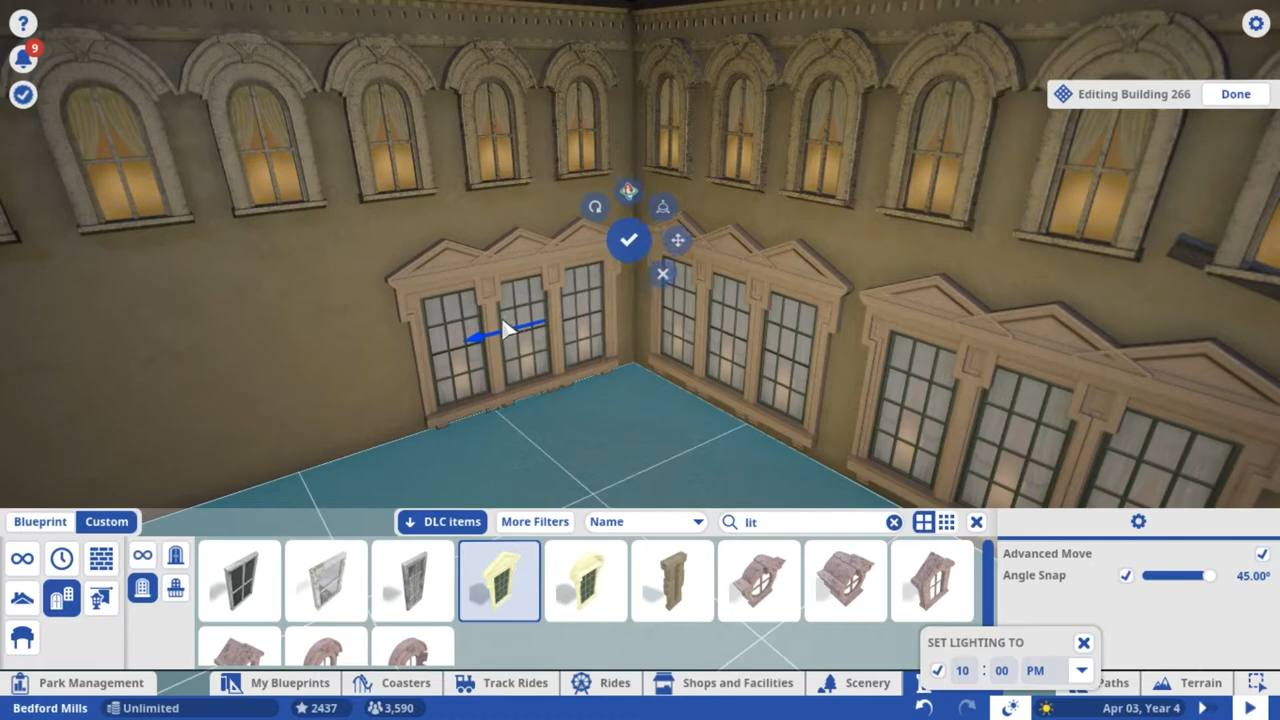 ?
9
Editing Building 266
Done
Blueprint
Custom
DLC items
More Filters
Name
lit
Advanced Move
Angle Snap
45.00°
SET LIGHTING TO
10 : 00 PM
Park Management
My Blueprints
Coasters
Track Rides
Rides
Shops and Facilities
Scenery
Paths
Terrain
Bedford Mills
Unlimited
2437
3,590
Apr 03, Year 4